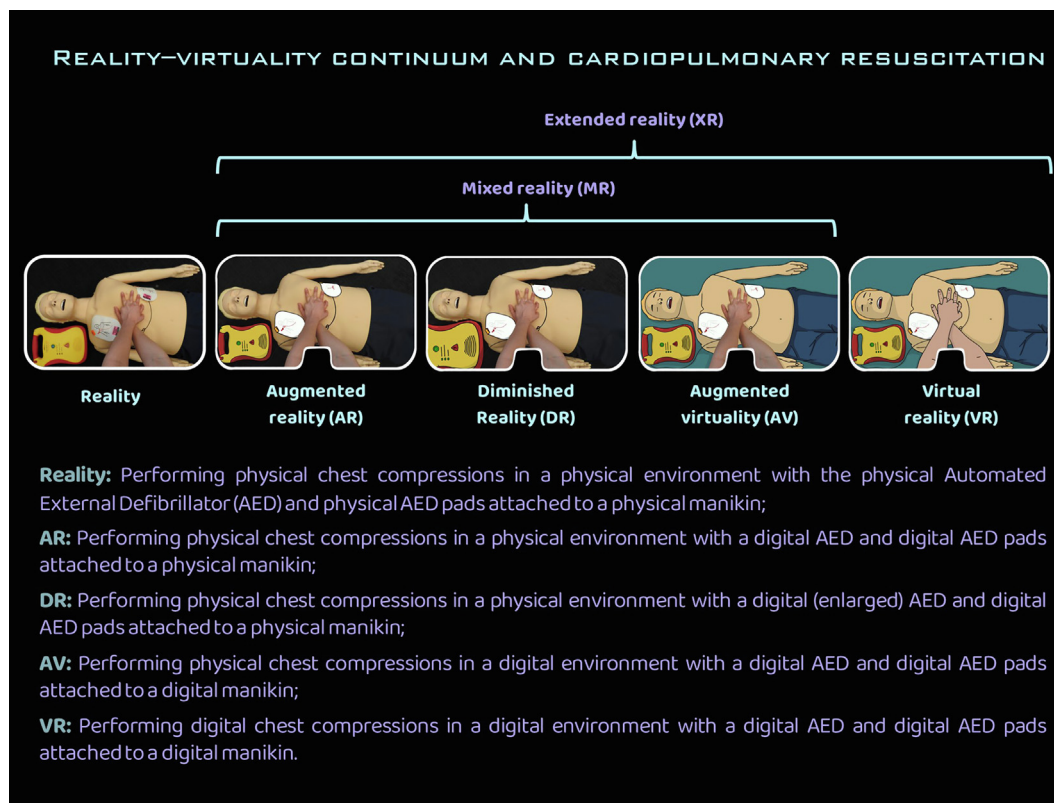 REALITY–VIRTUALITY CONTINUUM AND CARDIOPULMONARY RESUSCITATION
Extended reality (XR)
Mixed reality (MR)
Reality
Augmented
reality (AR)
Diminished
Reality (DR)
Augmented
virtuality (AV)
Virtual
reality (VR)
Reality: Performing physical chest compressions in a physical environment with the physical Automated
External Defibrillator (AED) and physical AED pads attached to a physical manikin;
AR: Performing physical chest compressions in a physical environment with a digital AED and digital AED pads
attached to a physical manikin;
DR: Performing physical chest compressions in a physical environment with a digital (enlarged) AED and digital
AED pads attached to a physical manikin;
AV: Performing physical chest compressions in a digital environment with a digital AED and digital AED pads
attached to a digital manikin;
VR: Performing digital chest compressions in a digital environment with a digital AED and digital AED pads
attached to a digital manikin.